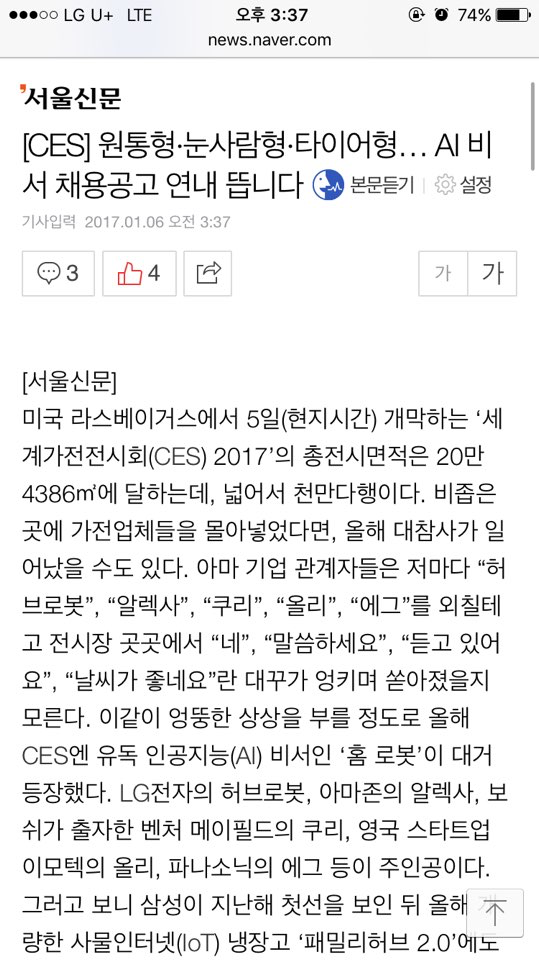 LG U+ LTE 오후 3:37 74%
news.naver.com
서울신문
[CES] 원통형·눈사람형·타이어형… AI 비
서 채용공고 연내 뜹니다 본문듣기 설정
기사입력 2017.01.06 오전 3:37
3 4 가 가
[서울신문]
미국 라스베이거스에서 5일(현지시간) 개막하는 ‘세
계가전전시회(CES) 2017’의 총전시면적은 20만
4386㎡에 달하는데, 넓어서 천만다행이다. 비좁은
곳에 가전업체들을 몰아넣었다면, 올해 대참사가 일
어났을 수도 있다. 아마 기업 관계자들은 저마다 “허
브로봇”, “알렉사”, “쿠리”, “올리”, “에그”를 외칠테
고 전시장 곳곳에서 “네”, “말씀하세요”, “듣고 있어
요”, “날씨가 좋네요”란 대꾸가 엉키며 쏟아졌을지
모른다. 이같이 엉뚱한 상상을 부를 정도로 올해
CES엔 유독 인공지능(AI) 비서인 ‘홈 로봇’이 대거
등장했다. LG전자의 허브로봇, 아마존의 알렉사, 보
쉬가 출자한 벤처 메이필드의 쿠리, 영국 스타트업
이모텍의 올리, 파나소닉의 에그 등이 주인공이다.
그러고 보니 삼성이 지난해 첫선을 보인 뒤 올해
량한 사물인터넷(IoT) 냉장고 ‘패밀리허브 2.0’에도